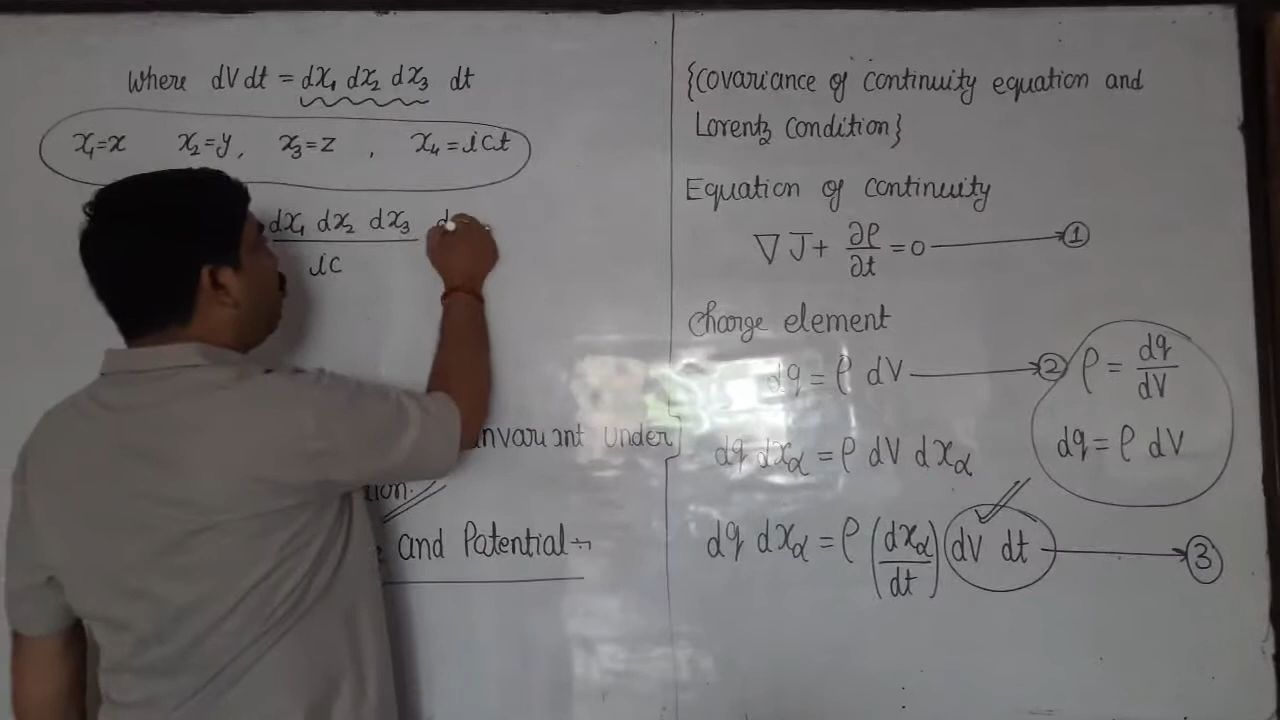 Where dV dt = dx₁ dx₂ dx₃ dt
x₁=x x₂=y, x₃=z , x₄=ict
dx₁ dx₂ dx₃ d
ic
invariant under
tion.
and Potential÷
{Covariance of Continuity equation and
Lorentz Condition}
Equation of Continuity
∇ J̅ + ∂ρ/∂t = 0 → ①
Charge element
dq = ρ dV → ②
ρ = dq/dV
dq = ρ dV
dq dxα = ρ dV dxα
dq dxα = ρ (dxα/dt) dV dt → ③